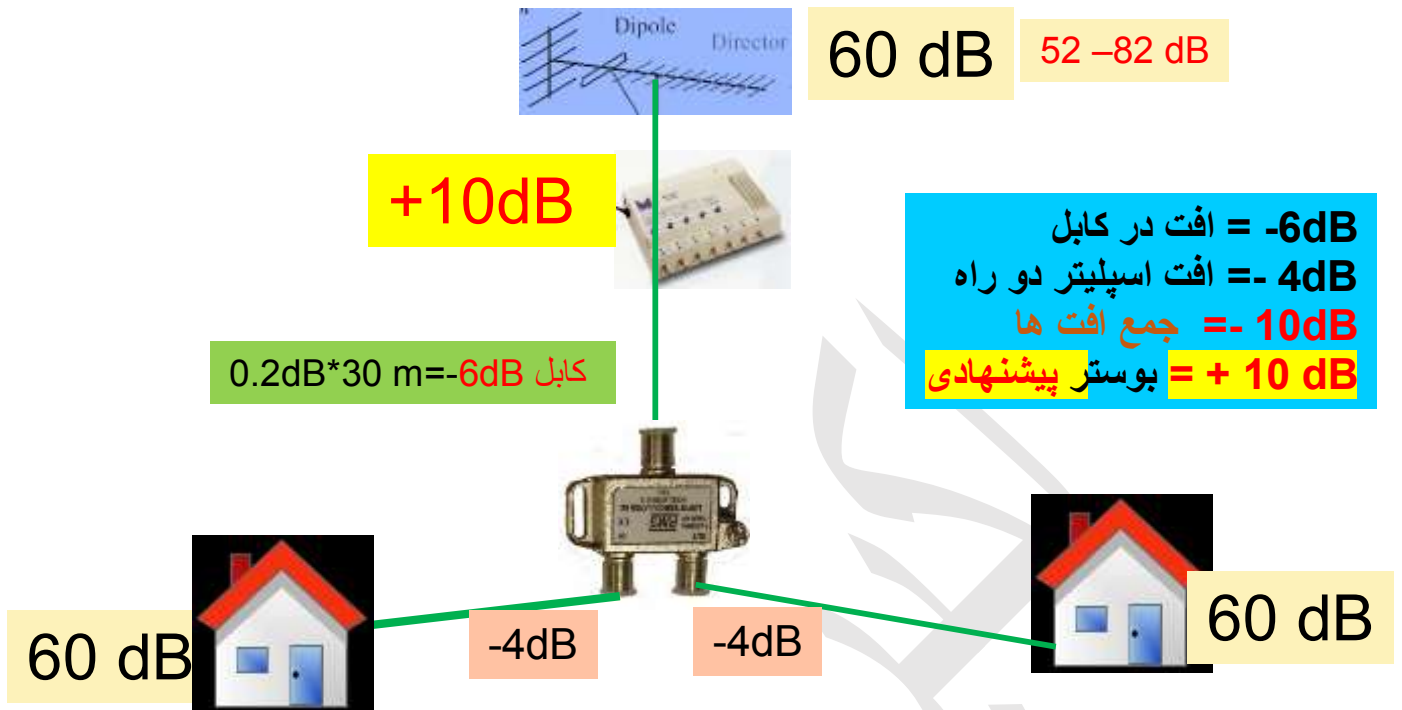 Dipole
Director
60 dB
52 –82 dB
+10dB
-6dB = افت در کابل
-4dB = افت اسپلیتر دو راه
-10dB = جمع افت ها
+ 10 dB = بوستر پیشنهادی
0.2dB*30 m=-6dB کابل
-4dB
-4dB
60 dB
60 dB